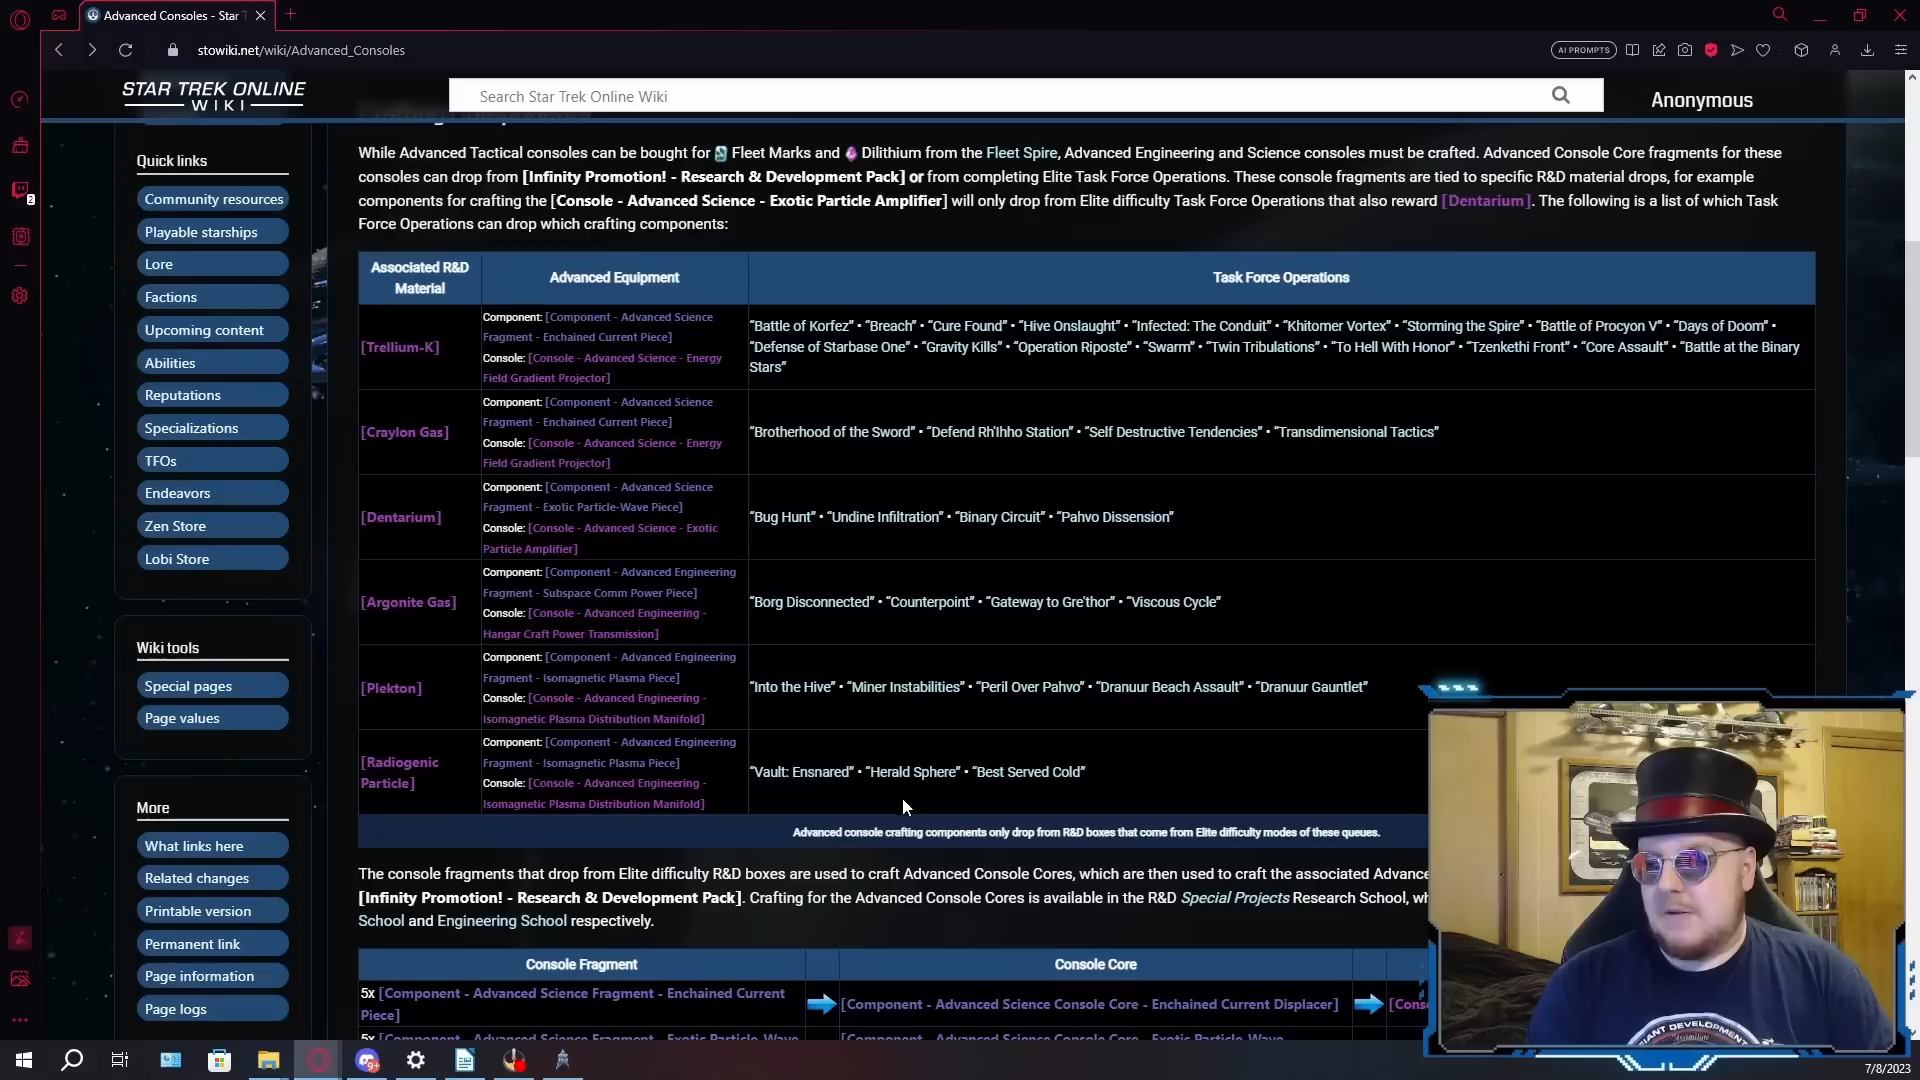 Advanced Consoles - Star T
stowiki.net/wiki/Advanced_Consoles
AI PROMPTS
2
STAR TREK ONLINE
WIKI
Search Star Trek Online Wiki
Anonymous
Quick links
Community resources
Playable starships
Lore
Factions
Upcoming content
Abilities
Reputations
Specializations
TFOs
Endeavors
Zen Store
Lobi Store
Wiki tools
Special pages
Page values
More
What links here
Related changes
Printable version
Permanent link
Page information
Page logs
While Advanced Tactical consoles can be bought for Fleet Marks and Dilithium from the Fleet Spire, Advanced Engineering and Science consoles must be crafted. Advanced Console Core fragments for these
consoles can drop from [Infinity Promotion! - Research & Development Pack] or from completing Elite Task Force Operations. These console fragments are tied to specific R&D material drops, for example
components for crafting the [Console - Advanced Science - Exotic Particle Amplifier] will only drop from Elite difficulty Task Force Operations that also reward [Dentarium]. The following is a list of which Task
Force Operations can drop which crafting components:
Associated R&D
Material
Advanced Equipment
Task Force Operations
[Trellium-K]
Component: [Component - Advanced Science
Fragment - Enchained Current Piece]
Console: [Console - Advanced Science - Energy
Field Gradient Projector]
“Battle of Korfez” • “Breach” • “Cure Found” • “Hive Onslaught” • “Infected: The Conduit” • “Khitomer Vortex” • “Storming the Spire” • “Battle of Procyon V” • “Days of Doom” •
“Defense of Starbase One” • “Gravity Kills” • “Operation Riposte” • “Swarm” • “Twin Tribulations” • “To Hell With Honor” • “Tzenkethi Front” • “Core Assault” • “Battle at the Binary
Stars”
[Craylon Gas]
Component: [Component - Advanced Science
Fragment - Enchained Current Piece]
Console: [Console - Advanced Science - Energy
Field Gradient Projector]
“Brotherhood of the Sword” • “Defend Rh'Ihho Station” • “Self Destructive Tendencies” • “Transdimensional Tactics”
[Dentarium]
Component: [Component - Advanced Science
Fragment - Exotic Particle-Wave Piece]
Console: [Console - Advanced Science - Exotic
Particle Amplifier]
“Bug Hunt” • “Undine Infiltration” • “Binary Circuit” • “Pahvo Dissension”
[Argonite Gas]
Component: [Component - Advanced Engineering
Fragment - Subspace Comm Power Piece]
Console: [Console - Advanced Engineering -
Hangar Craft Power Transmission]
“Borg Disconnected” • “Counterpoint” • “Gateway to Gre'thor” • “Viscous Cycle”
[Plekton]
Component: [Component - Advanced Engineering
Fragment - Isomagnetic Plasma Piece]
Console: [Console - Advanced Engineering -
Isomagnetic Plasma Distribution Manifold]
“Into the Hive” • “Miner Instabilities” • “Peril Over Pahvo” • “Dranuur Beach Assault” • “Dranuur Gauntlet”
[Radiogenic
Particle]
Component: [Component - Advanced Engineering
Fragment - Isomagnetic Plasma Piece]
Console: [Console - Advanced Engineering -
Isomagnetic Plasma Distribution Manifold]
“Vault: Ensnared” • “Herald Sphere” • “Best Served Cold”
Advanced console crafting components only drop from R&D boxes that come from Elite difficulty modes of these queues.
The console fragments that drop from Elite difficulty R&D boxes are used to craft Advanced Console Cores, which are then used to craft the associated Advance
[Infinity Promotion! - Research & Development Pack]. Crafting for the Advanced Console Cores is available in the R&D Special Projects Research School, wh
School and Engineering School respectively.
Console Fragment
Console Core
5x [Component - Advanced Science Fragment - Enchained Current
Piece]
[Component - Advanced Science Console Core - Enchained Current Displacer]
[Conso
5x [Component - Advanced Science Fragment - Exotic Particle-Wave
[Component - Advanced Science Console Core - Exotic Particle-Wave
9+
7/8/2023